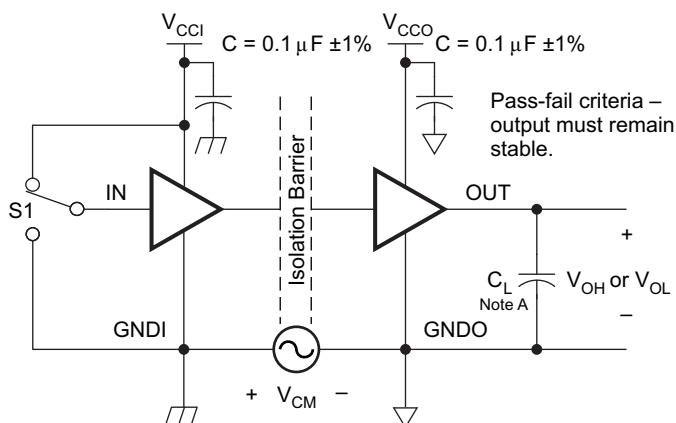 V_CCI
C = 0.1 μF ±1%
V_CCO
C = 0.1 μF ±1%
Pass-fail criteria –
output must remain
stable.
Isolation Barrier
IN
OUT
S1
+
C_L
Note A
V_OH or V_OL
–
GNDI
GNDO
+ V_CM –